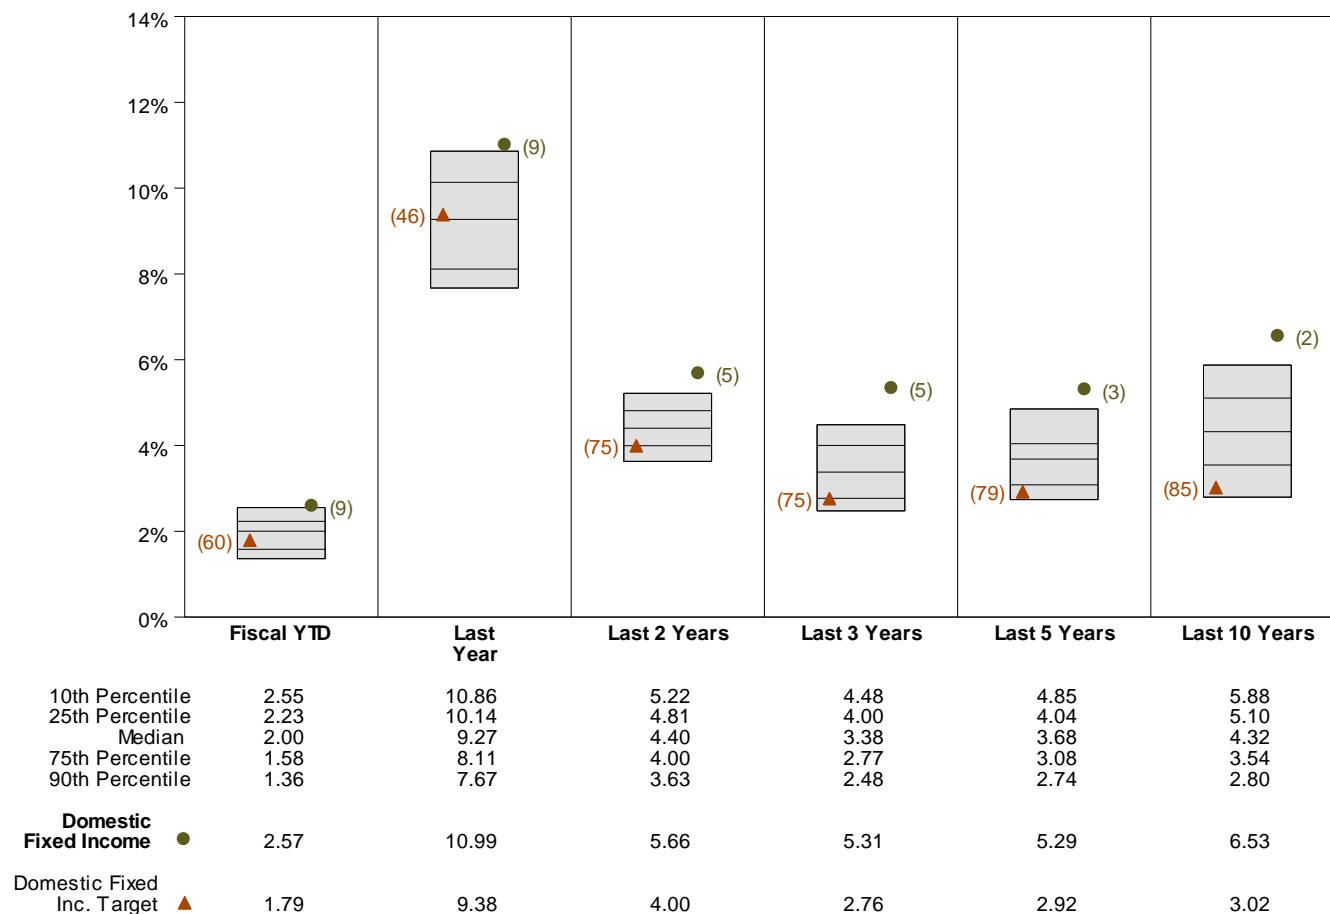 14%
12%
10%
8%
6%
4%
2%
0%
(60)
(9)
(46)
(9)
(75)
(5)
(75)
(5)
(79)
(3)
(85)
(2)
Fiscal YTD Last Year Last 2 Years Last 3 Years Last 5 Years Last 10 Years
10th Percentile 2.55 10.86 5.22 4.48 4.85 5.88
25th Percentile 2.23 10.14 4.81 4.00 4.04 5.10
Median 2.00 9.27 4.40 3.38 3.68 4.32
75th Percentile 1.58 8.11 4.00 2.77 3.08 3.54
90th Percentile 1.36 7.67 3.63 2.48 2.74 2.80
Domestic
Fixed Income 2.57 10.99 5.66 5.31 5.29 6.53
Domestic Fixed
Inc. Target 1.79 9.38 4.00 2.76 2.92 3.02